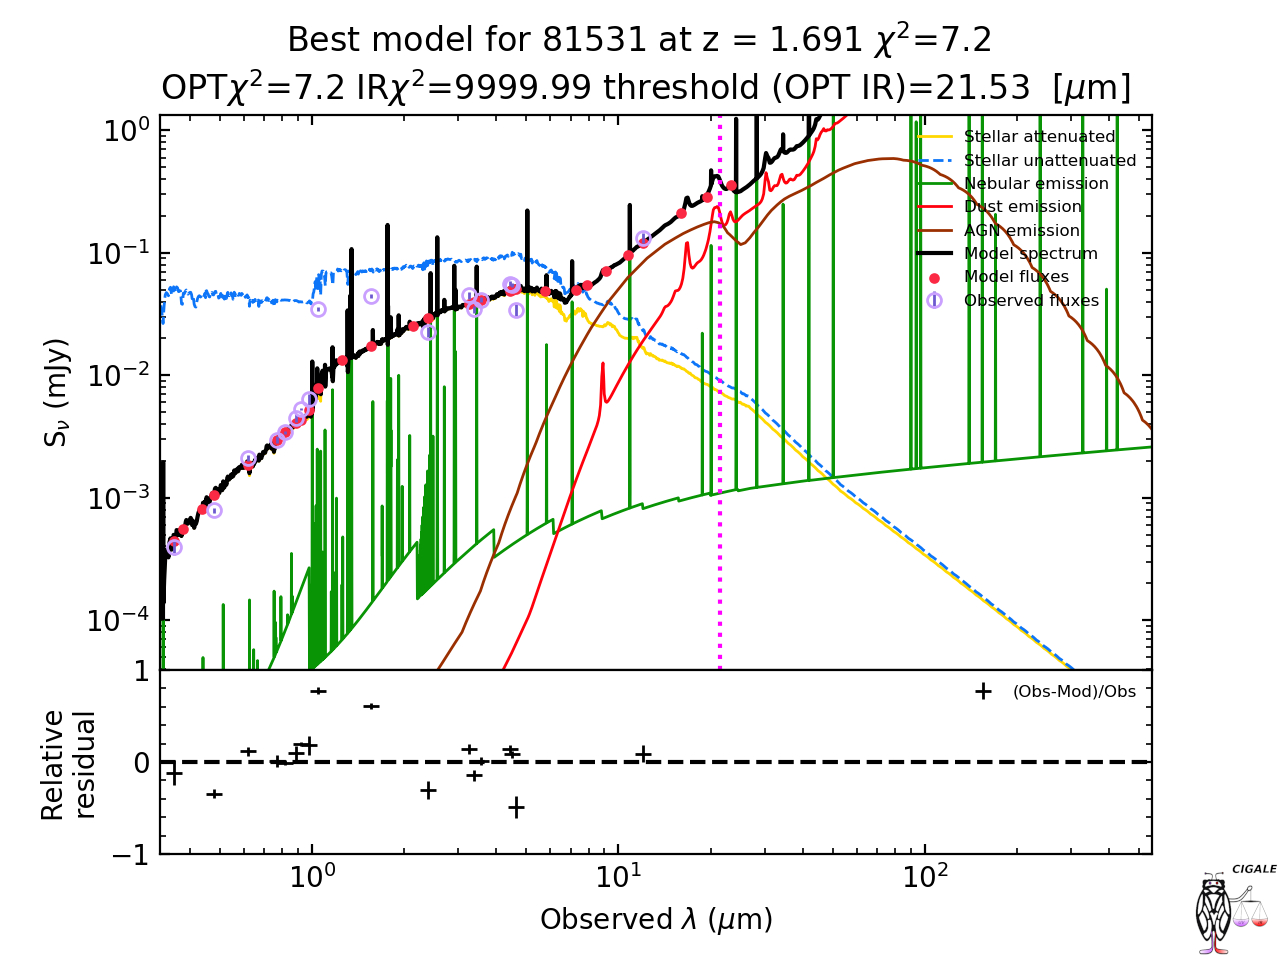 Best model for 81531 at z = 1.691 χ²=7.2
OPTχ²=7.2 IRχ²=9999.99 threshold (OPT IR)=21.53 [μm]
10⁰
10⁻¹
10⁻²
10⁻³
10⁻⁴
Sᵥ (mJy)
Stellar attenuated
Stellar unattenuated
Nebular emission
Dust emission
AGN emission
Model spectrum
Model fluxes
Observed fluxes
1
0
−1
Relative
residual
(Obs-Mod)/Obs
10⁰ 10¹ 10²
Observed λ (μm)
CIGALE